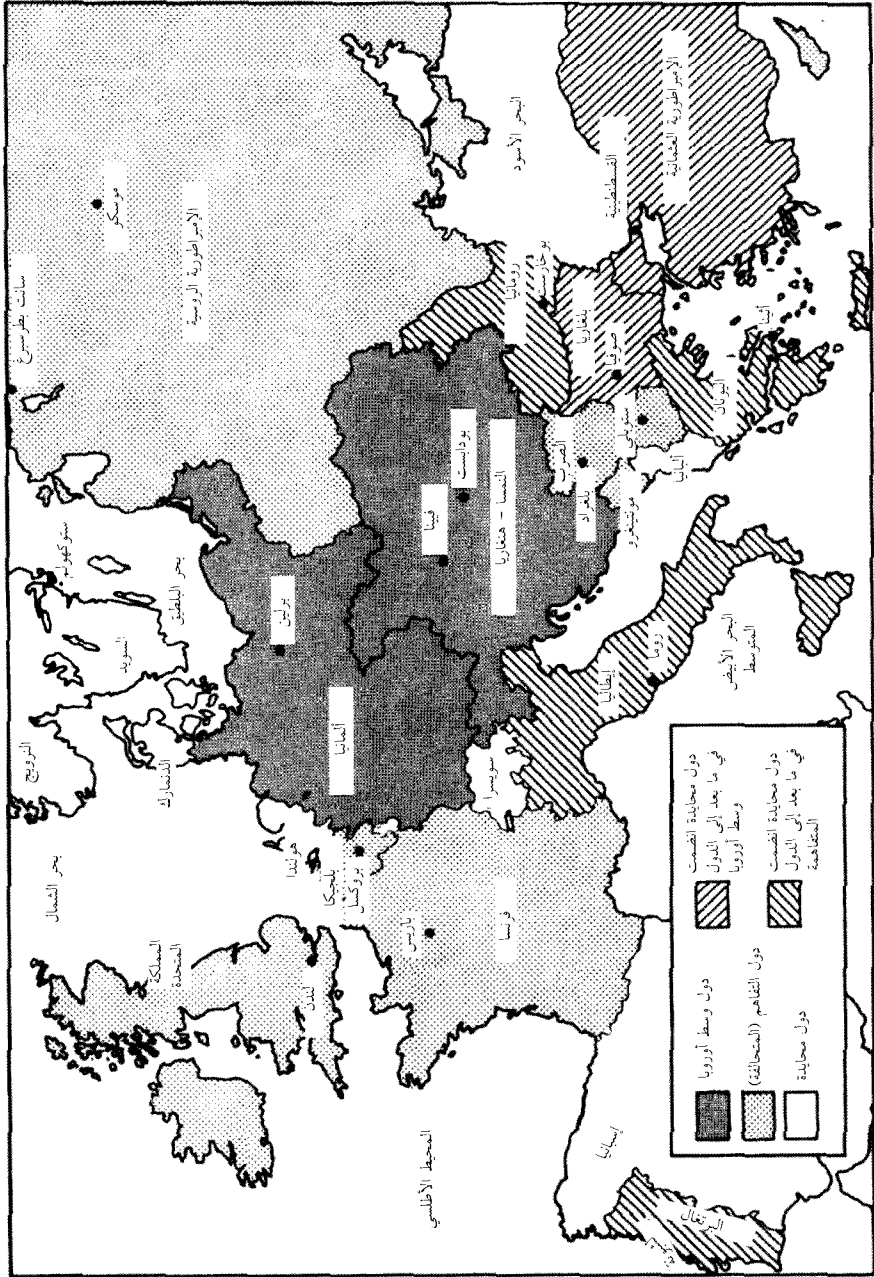 النرويج
السويد
ستوكهولم
سانت بطرسبرغ
موسكو
بحر الشمال
الدنمارك
بحر البلطيق
الإمبراطورية الروسية
المملكة
المتحدة
لندن
هولندا
بلجيكا
بروكسل
برلين
ألمانيا
المحيط الأطلسي
باريس
فرنسا
سويسرا
فيينا
بودابست
النمسا - هنغاريا
رومانيا
بوخارست
البحر الأسود
إسبانيا
البرتغال
إيطاليا
روما
البحر الأبيض
المتوسط
الصرب
بلغراد
مونتينغرو
ألبانيا
بلغاريا
صوفيا
اليونان
أثينا
القسطنطينية
الإمبراطورية العثمانية
دول وسط أوروبا
دول التفاهم (المتحالفة)
دول محايدة
دول محايدة انضمت
في ما بعد إلى الدول
وسط أوروبا
دول محايدة انضمت
في ما بعد إلى الدول
المتفاهمة